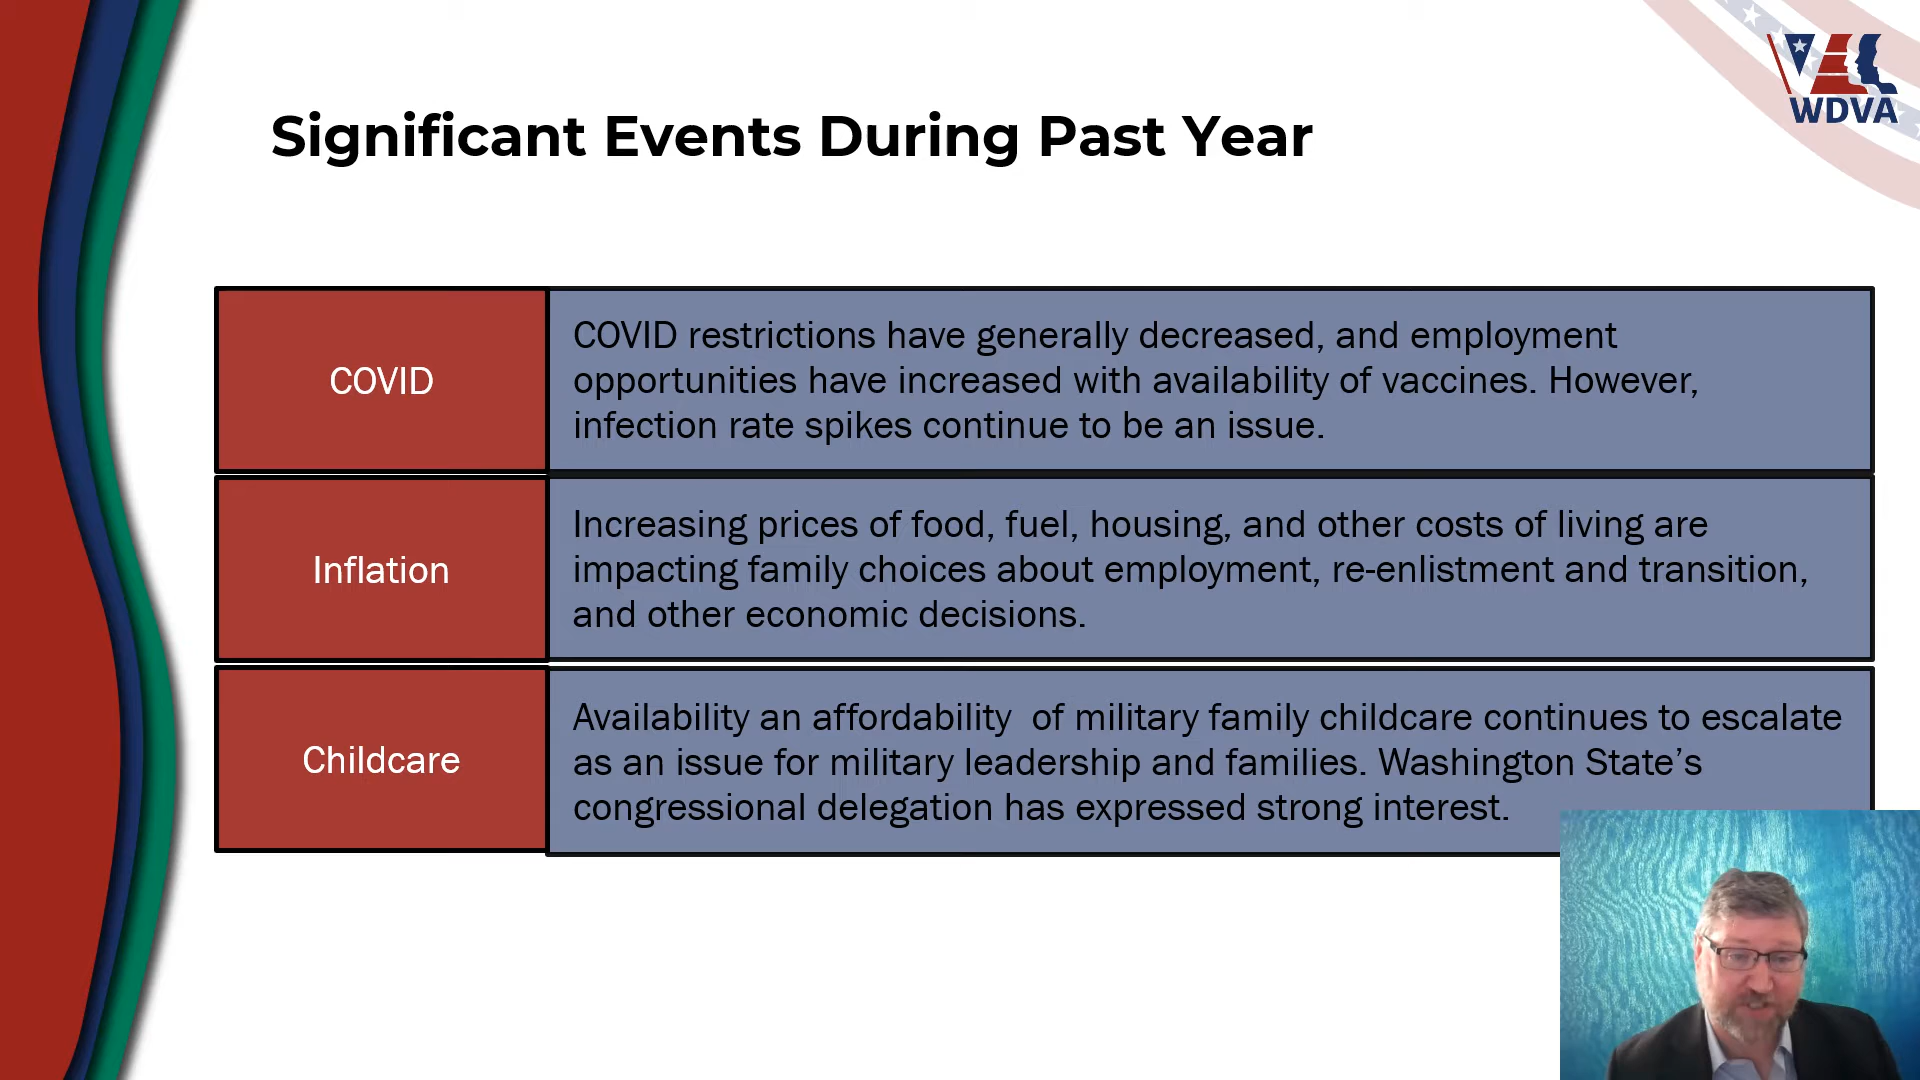 WDVA
Significant Events During Past Year
COVID
COVID restrictions have generally decreased, and employment
opportunities have increased with availability of vaccines. However,
infection rate spikes continue to be an issue.
Inflation
Increasing prices of food, fuel, housing, and other costs of living are
impacting family choices about employment, re-enlistment and transition,
and other economic decisions.
Childcare
Availability an affordability  of military family childcare continues to escalate
as an issue for military leadership and families. Washington State’s
congressional delegation has expressed strong interest.